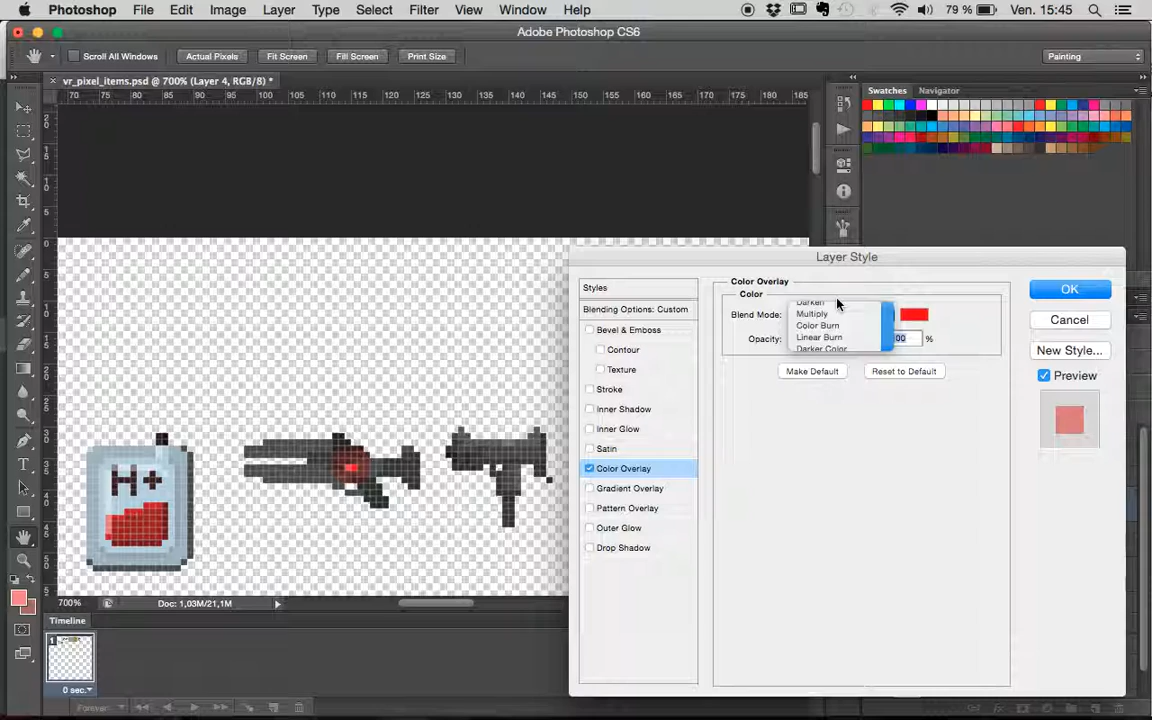 Photoshop File Edit Image Layer Type Select Filter View Window Help 79 % Ven. 15:45
Adobe Photoshop CS6
Scroll All Windows Actual Pixels Fit Screen Fill Screen Print Size Painting
vr_pixel_items.psd @ 700% (Layer 4, RGB/8) *
Swatches Navigator
70 75 80 85 90 95 100 105 110 115 120 125 130 135 140 145 150 155 160 165 170 175 180 185
Layer Style
Styles
Blending Options: Custom
Bevel & Emboss
Contour
Texture
Stroke
Inner Shadow
Inner Glow
Satin
Color Overlay
Gradient Overlay
Pattern Overlay
Outer Glow
Drop Shadow
Color Overlay
Color
Blend Mode:
Opacity: %
Darken
Multiply
Color Burn
Linear Burn
Darker Color
Make Default Reset to Default
OK
Cancel
New Style...
Preview
H+
700% Doc: 1,03M/21,1M
Timeline
1
0 sec.
Forever